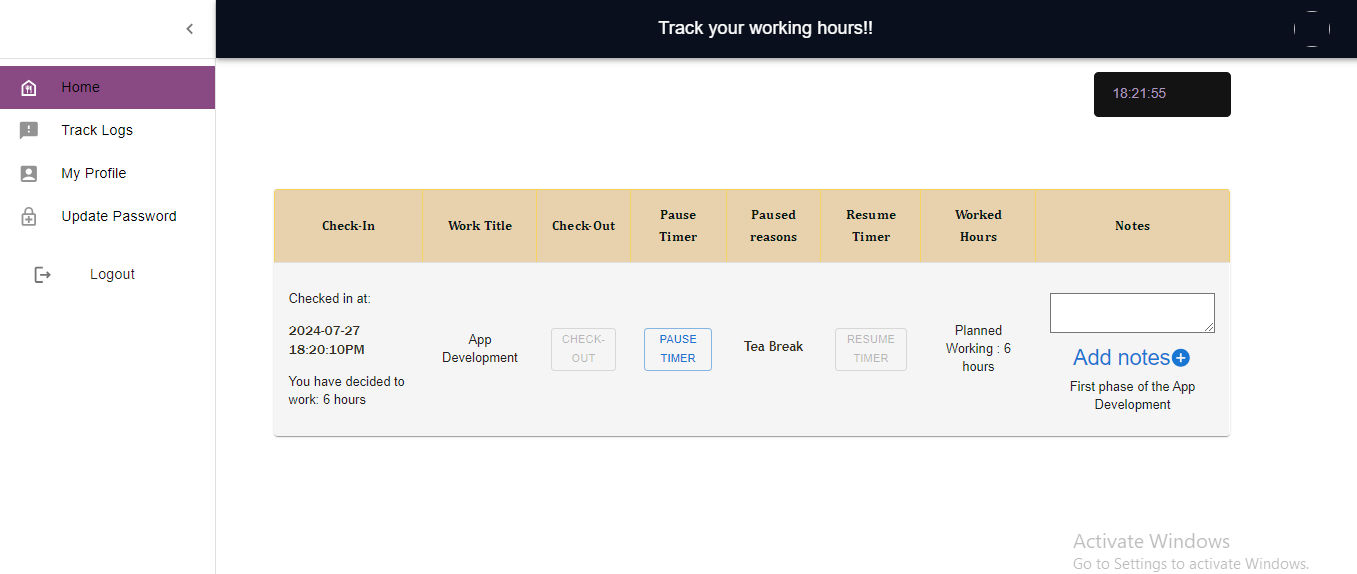 Track your working hours!!
Home
Track Logs
My Profile
Update Password
Logout
18:21:55
Check-In
Work Title
Check-Out
Pause
Timer
Paused
reasons
Resume
Timer
Worked
Hours
Notes
Checked in at:
2024-07-27
18:20:10PM
You have decided to
work: 6 hours
App
Development
CHECK-
OUT
PAUSE
TIMER
Tea Break
RESUME
TIMER
Planned
Working : 6
hours
Add notes
First phase of the App
Development
Activate Windows
Go to Settings to activate Windows.